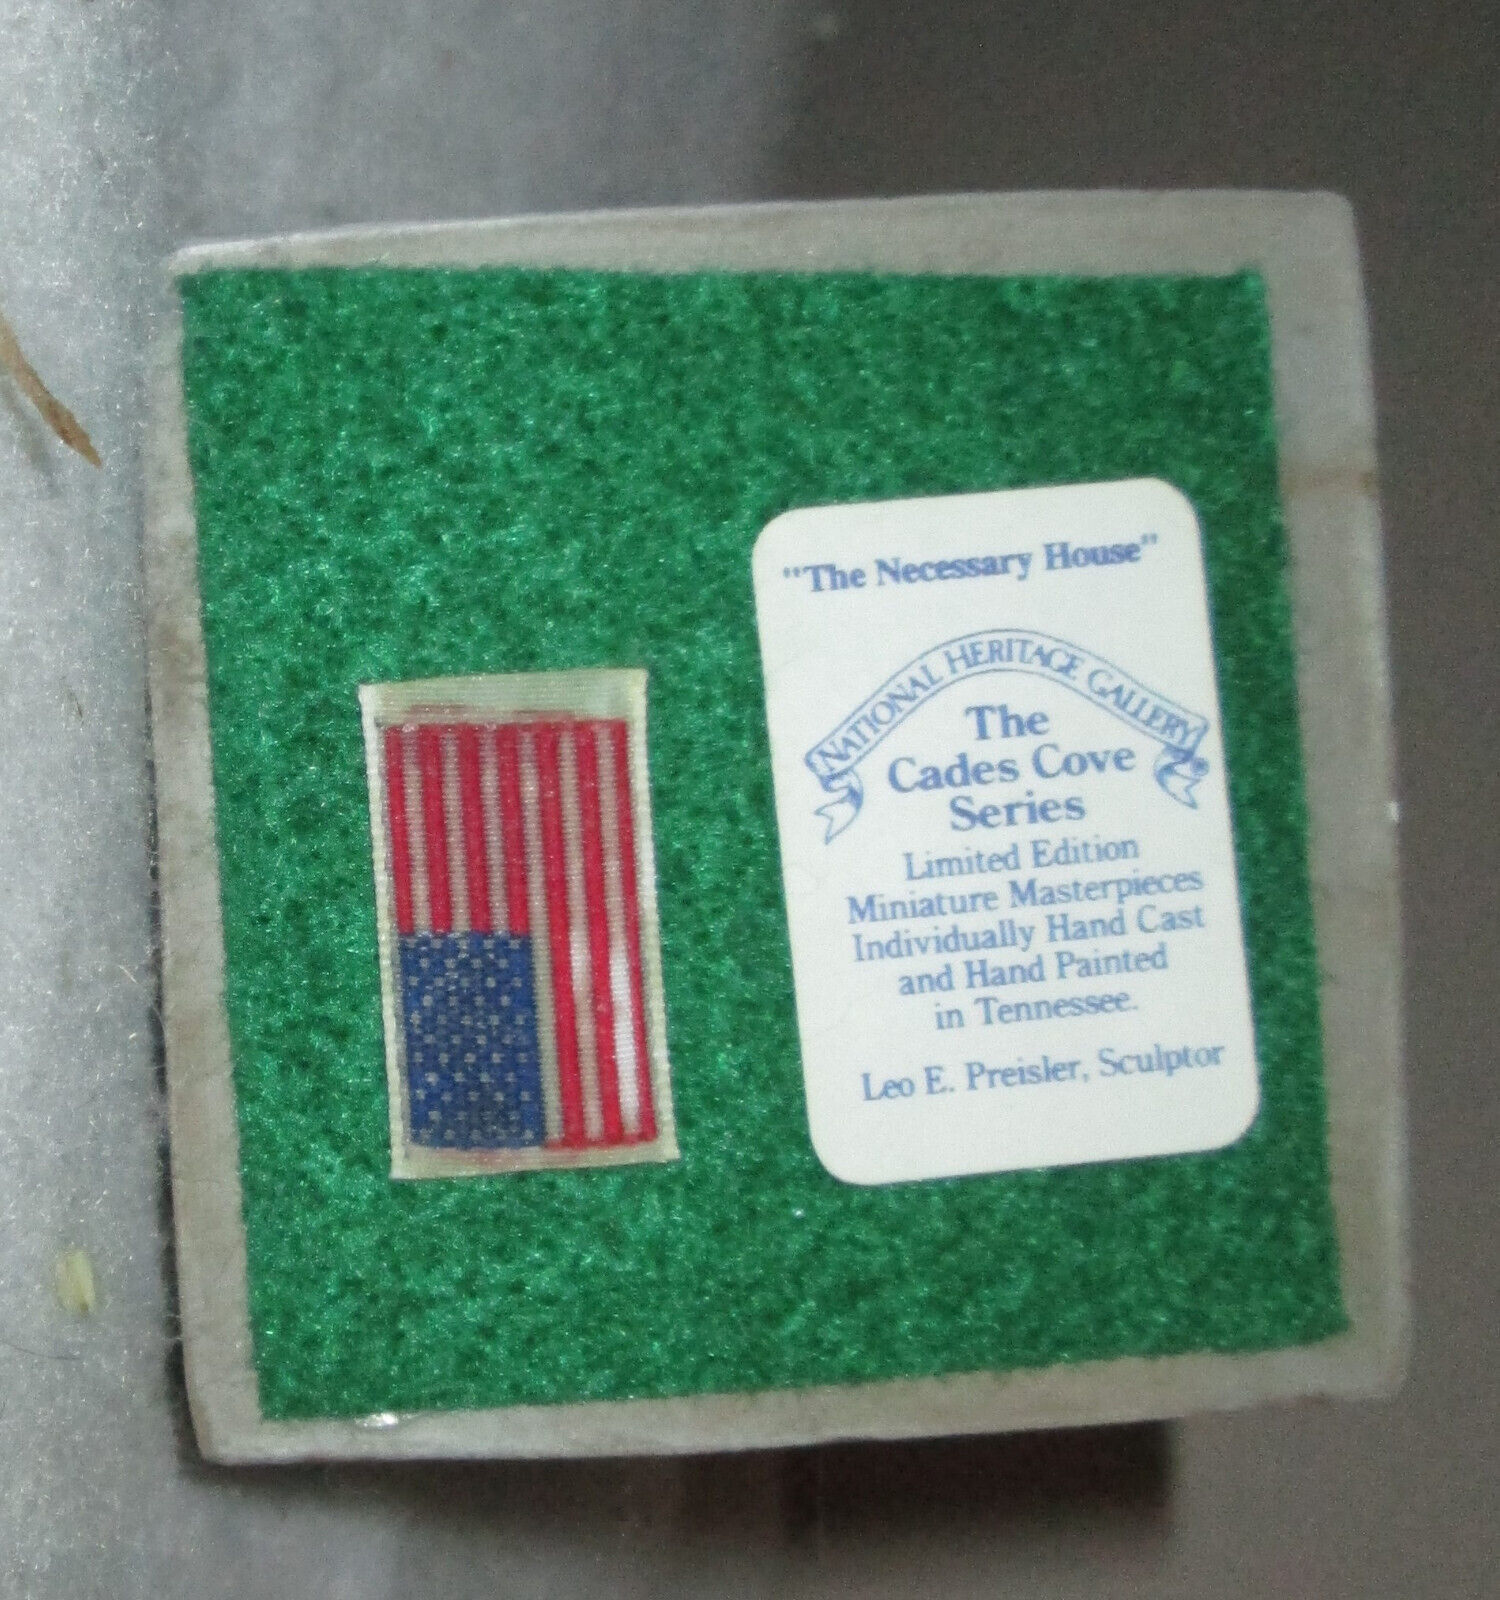 "The Necessary House"
NATIONAL HERITAGE GALLERY
The
Cades Cove
Series
Limited Edition
Miniature Masterpieces
Individually Hand Cast
and Hand Painted
in Tennessee.
Leo E. Preisler, Sculptor